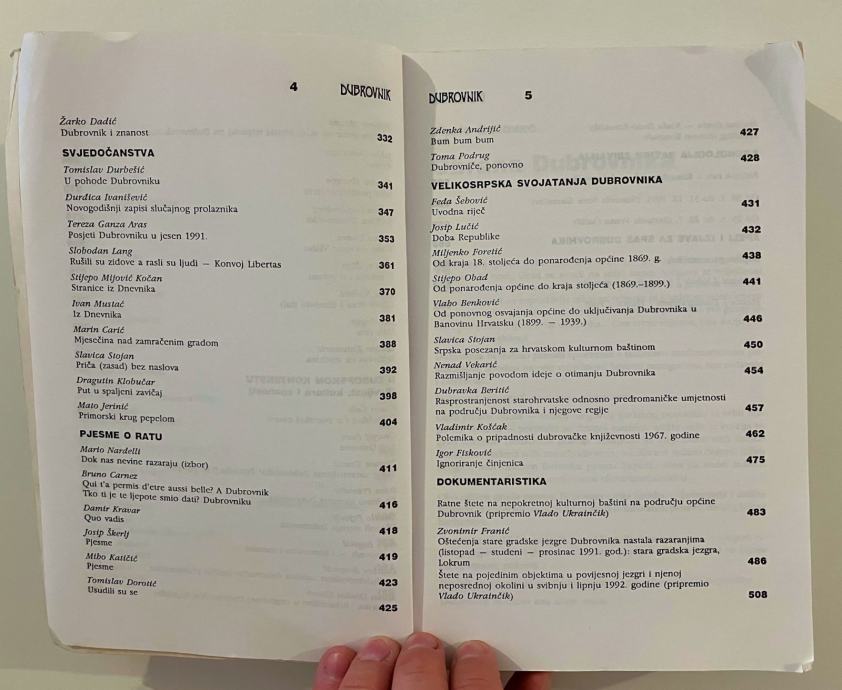 4 DUBROVNIK
Žarko Dadić
Dubrovnik i znanost 332
SVJEDOČANSTVA
Tomislav Durbešić
U pohode Dubrovniku 341
Đurđica Ivanišević
Novogodišnji zapisi slučajnog prolaznika 347
Tereza Ganza Aras
Posjeti Dubrovniku u jesen 1991. 353
Slobodan Lang
Rušili su zidove a rasli su ljudi — Konvoj Libertas 361
Stijepo Mijović Kočan
Stranice iz Dnevnika 370
Ivan Mustać
Iz Dnevnika 381
Marin Carić
Mjesečina nad zamračenim gradom 388
Slavica Stojan
Priča (zasad) bez naslova 392
Dragutin Klobučar
Put u spaljeni zavičaj 398
Mato Jerinić
Primorski krug pepelom 404
PJESME O RATU
Mario Nardelli
Dok nas nevine razaraju (izbor) 411
Bruno Carnez
Qui t'a permis d'etre aussi belle? A Dubrovnik
Tko ti je te ljepote smio dati? Dubrovniku 416
Damir Kravar
Quo vadis 418
Josip Škerlj
Pjesme 419
Miho Katičić
Pjesme 423
Tomislav Dorotić
Usudili su se 425
DUBROVNIK 5
Zdenka Andrijić
Bum bum bum 427
Toma Podrug
Dubrovniče, ponovno 428
VELIKOSRPSKA SVOJATANJA DUBROVNIKA
Feđa Šehović
Uvodna riječ 431
Josip Lučić
Doba Republike 432
Miljenko Foretić
Od kraja 18. stoljeća do ponarođenja općine 1869. g. 438
Stijepo Obad
Od ponarođenja općine do kraja stoljeća (1869.—1899.) 441
Vlaho Benković
Od ponovnog osvajanja općine do uključivanja Dubrovnika u
Banovinu Hrvatsku (1899. — 1939.) 446
Slavica Stojan
Srpska posezanja za hrvatskom kulturnom baštinom 450
Nenad Vekarić
Razmišljanje povodom ideje o otimanju Dubrovnika 454
Dubravka Beritić
Rasprostranjenost starohrvatske odnosno predromaničke umjetnosti
na području Dubrovnika i njegove regije 457
Vladimir Košćak
Polemika o pripadnosti dubrovačke književnosti 1967. godine 462
Igor Fisković
Ignoriranje činjenica 475
DOKUMENTARISTIKA
Ratne štete na nepokretnoj kulturnoj baštini na području općine
Dubrovnik (pripremio Vlado Ukrainčik) 483
Zvonimir Franić
Oštećenja stare gradske jezgre Dubrovnika nastala razaranjima
(listopad — studeni — prosinac 1991. god.): stara gradska jezgra,
Lokrum 486
Štete na pojedinim objektima u povijesnoj jezgri i njenoj
neposrednoj okolini u svibnju i lipnju 1992. godine (pripremio
Vlado Ukrainčik) 508